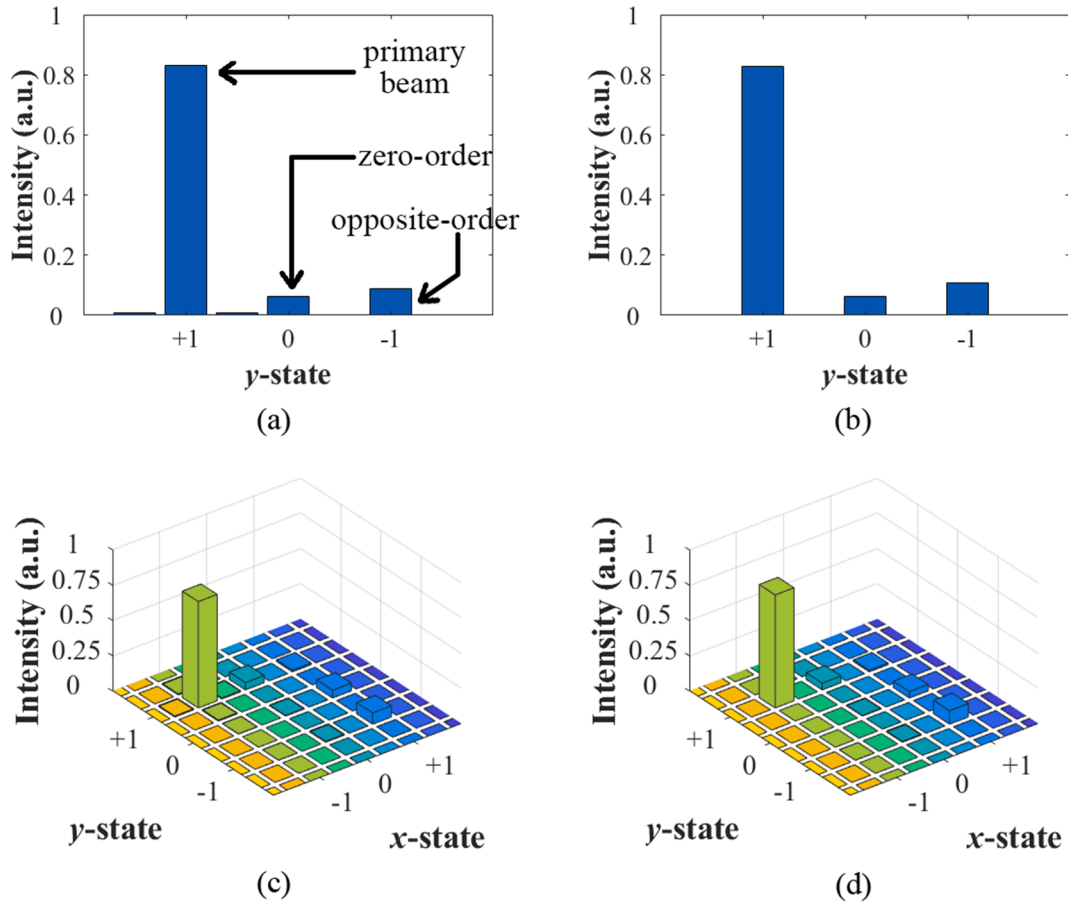 1
0.8
0.6
0.4
0.2
0
Intensity (a.u.)
primary
beam
zero-order
opposite-order
+1 0 -1
y-state
(a)
1
0.8
0.6
0.4
0.2
0
Intensity (a.u.)
+1 0 -1
y-state
(b)
1
0.75
0.5
0.25
0
Intensity (a.u.)
+1
0
-1
y-state
+1
0
-1
x-state
(c)
1
0.75
0.5
0.25
0
Intensity (a.u.)
+1
0
-1
y-state
+1
0
-1
x-state
(d)